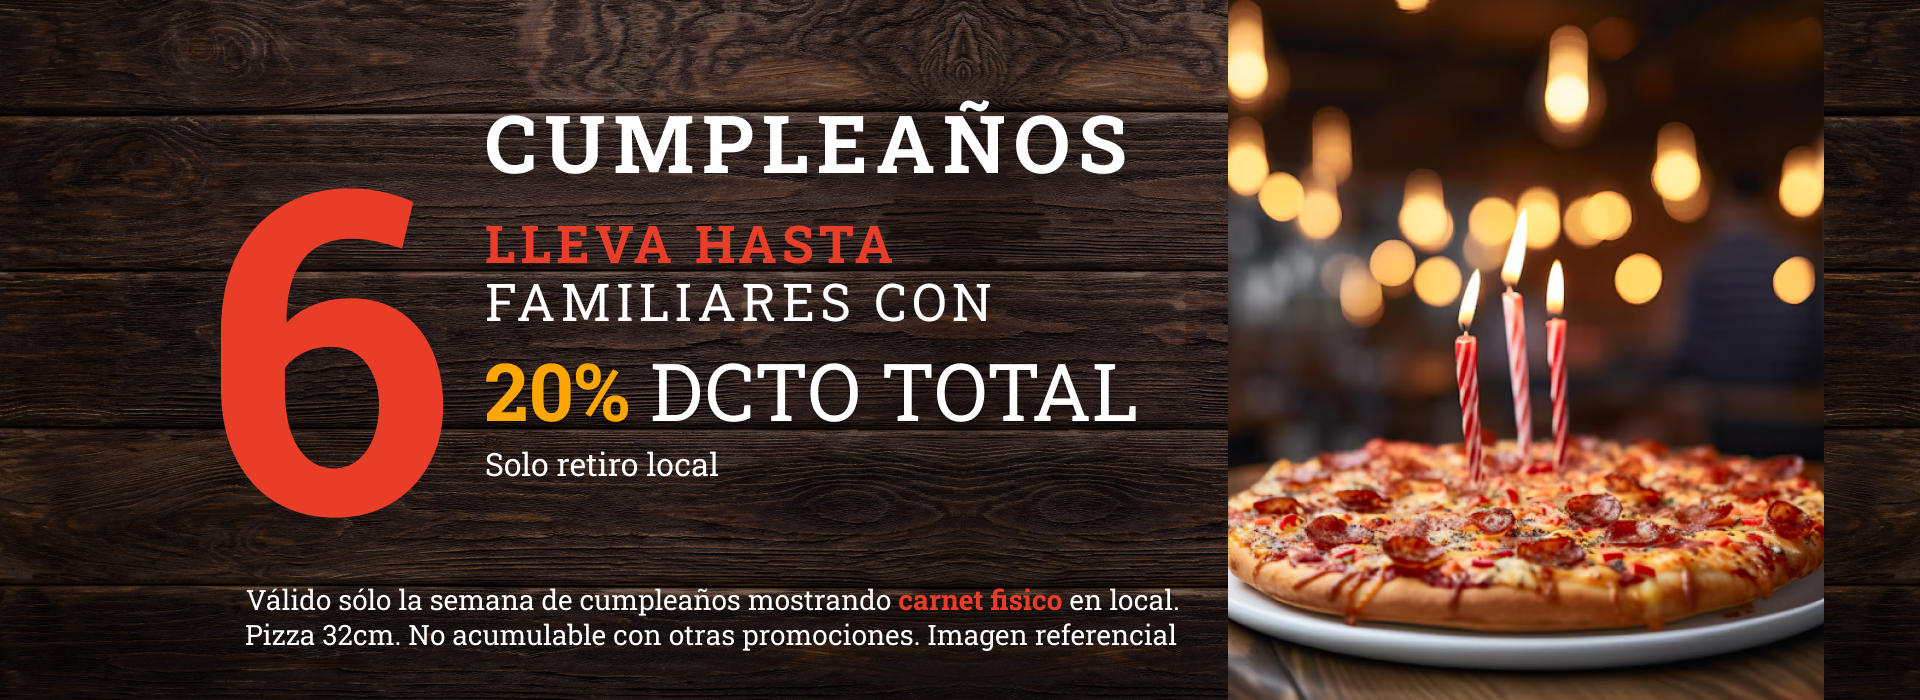 CUMPLEAÑOS
6
LLEVA HASTA
FAMILIARES CON
20% DCTO TOTAL
Solo retiro local
Válido sólo la semana de cumpleaños mostrando carnet fisico en local.
Pizza 32cm. No acumulable con otras promociones. Imagen referencial